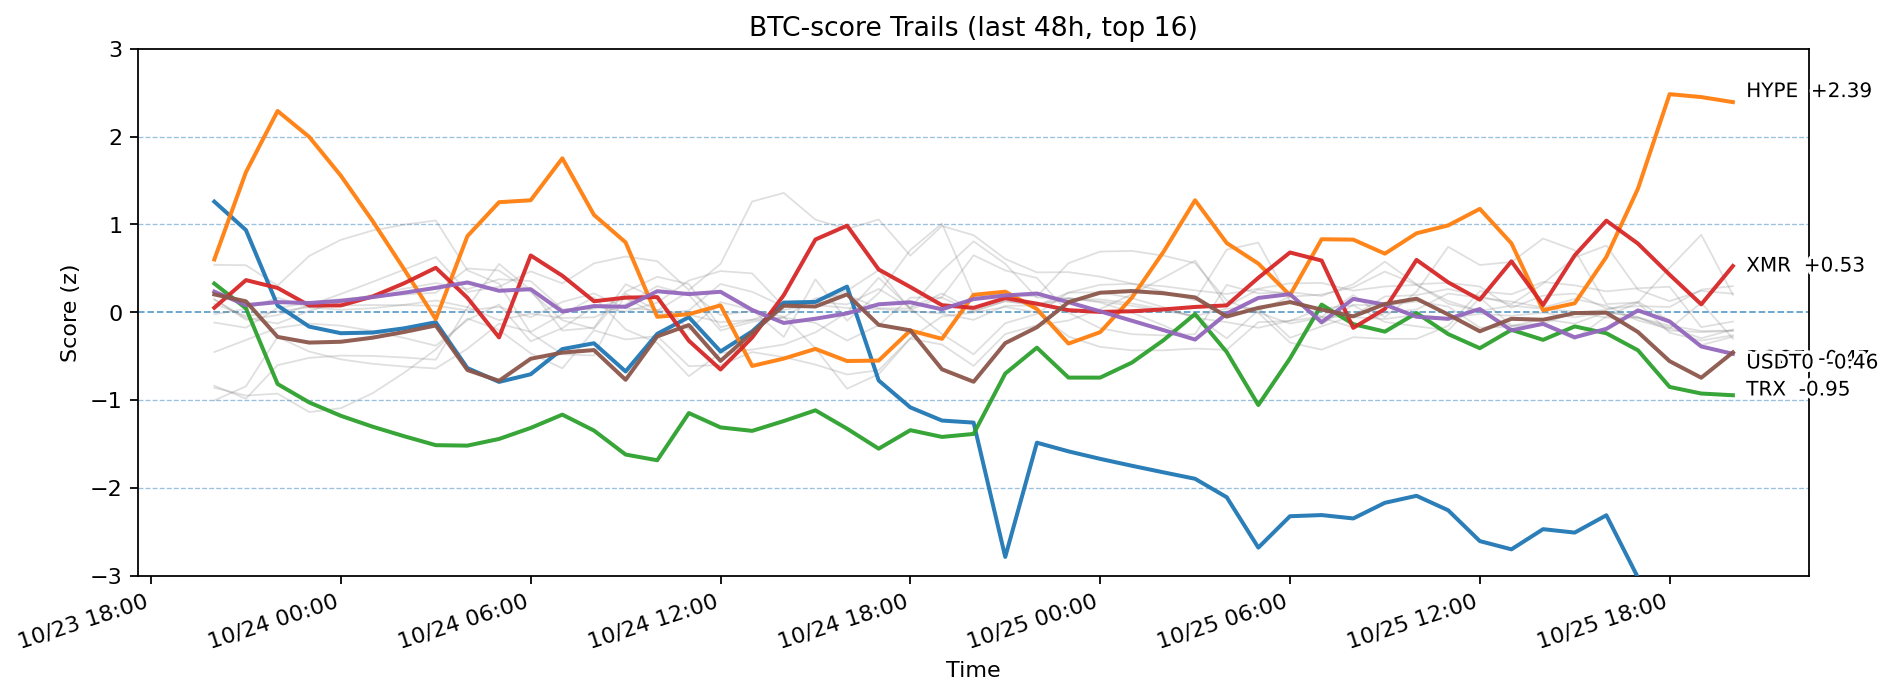 BTC-score Trails (last 48h, top 16)
3
2
1
0
−1
−2
−3
Score (z)
HYPE +2.39
XMR +0.53
USDT0 -0.46
TRX -0.95
10/23 18:00
10/24 00:00
10/24 06:00
10/24 12:00
10/24 18:00
10/25 00:00
10/25 06:00
10/25 12:00
10/25 18:00
Time